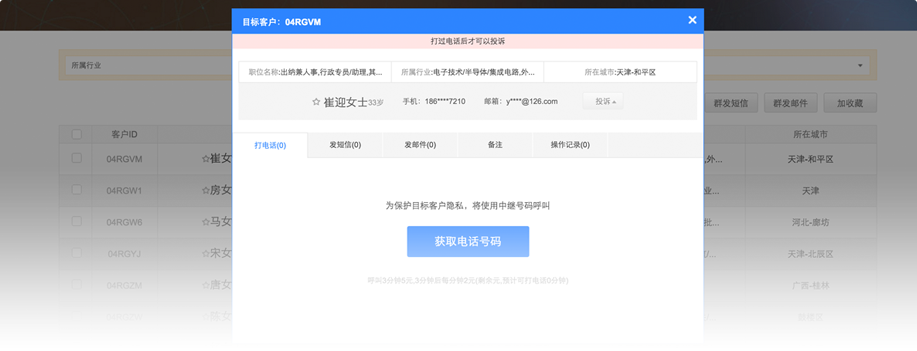 目标客户：04RGVM
打过电话后才可以投诉
所属行业
职位名称:出纳兼人事,行政专员/助理,其... 所属行业:电子技术/半导体/集成电路,外... 所在城市:天津-和平区
崔迎女士33岁 手机: 186****7210 邮箱: y****@126.com 投诉
群发短信 群发邮件 加收藏
客户ID 所在城市
打电话(0) 发短信(0) 发邮件(0) 备注 操作记录(0)
04RGVM 崔女 外... 天津-和平区
04RGW1 房女 业... 天津
为保护目标客户隐私，将使用中继号码呼叫
04RGW6 马女 批... 河北-廊坊
获取电话号码
04RGYJ 宋女 天津-北辰区
呼叫3分钟5元,3分钟后每分钟2元(剩余元,预计可打电话0分钟)
04RGZM 唐女 广西-桂林
陈女